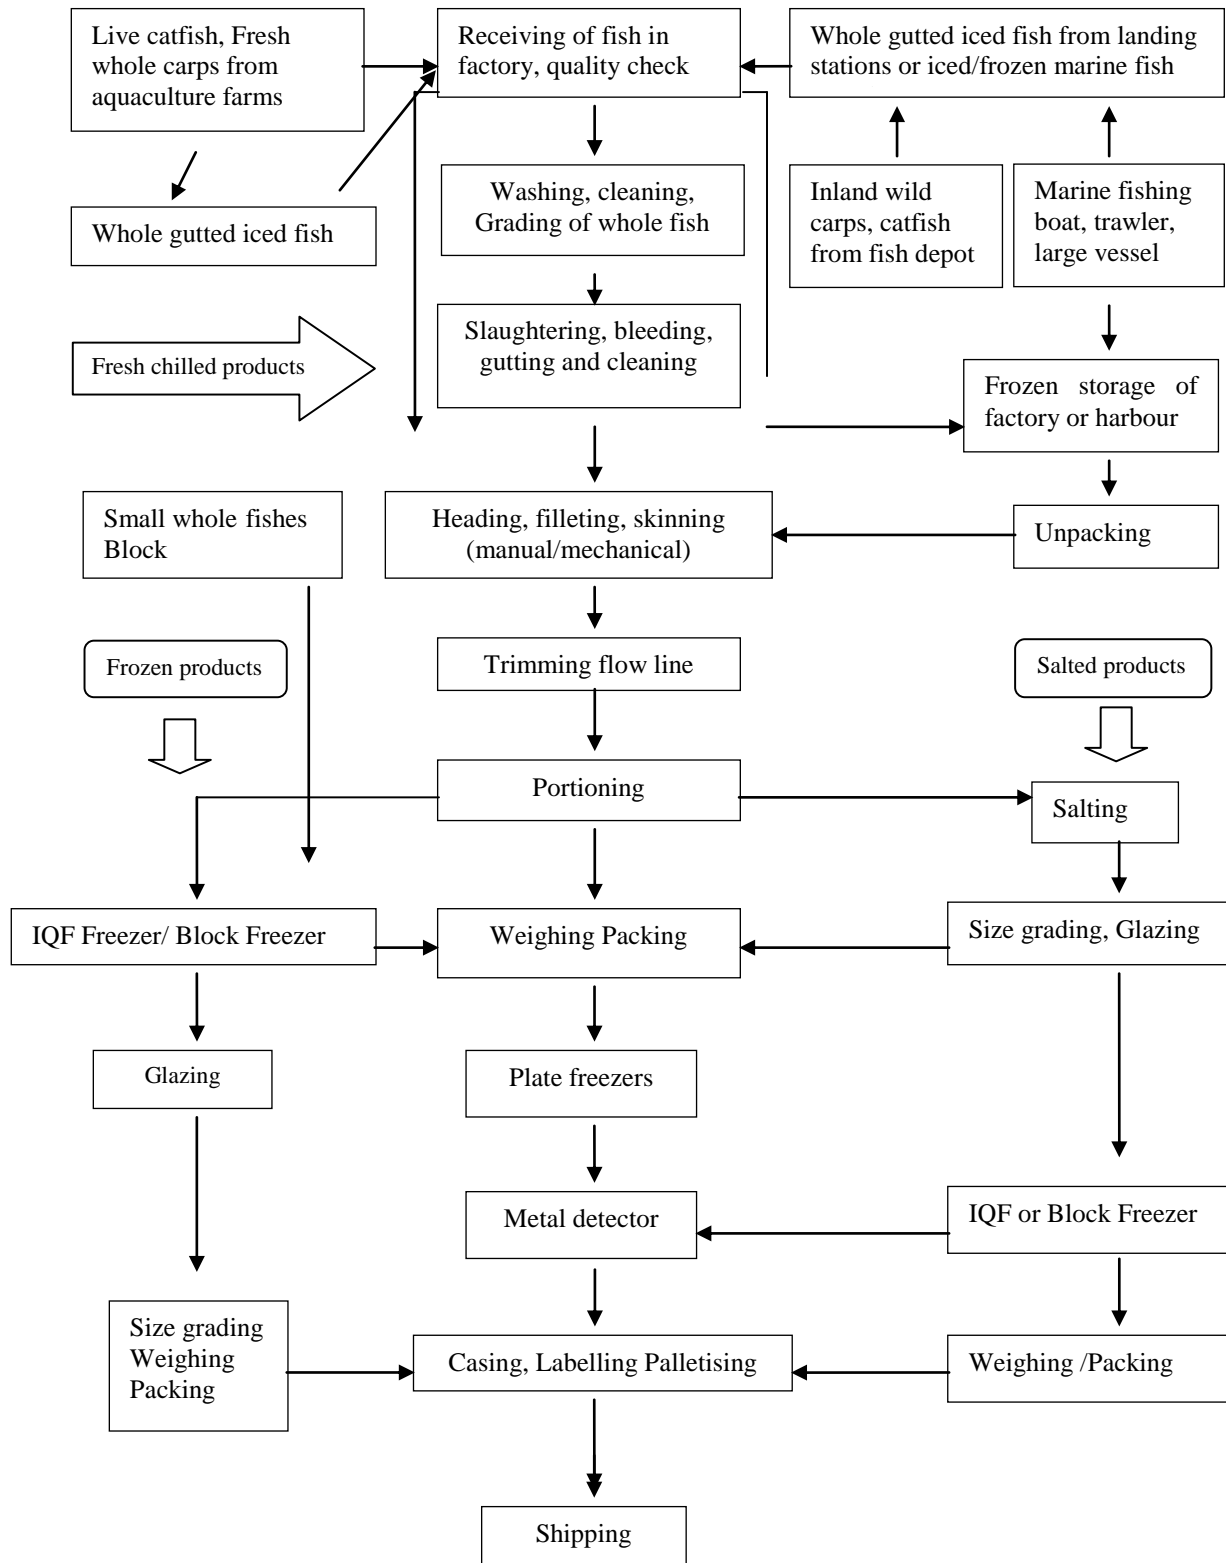 Live catfish, Fresh
whole carps from
aquaculture farms
Receiving of fish in
factory, quality check
Whole gutted iced fish from landing
stations or iced/frozen marine fish
Whole gutted iced fish
Washing, cleaning,
Grading of whole fish
Inland wild
carps, catfish
from fish depot
Marine fishing
boat, trawler,
large vessel
Fresh chilled products
Slaughtering, bleeding,
gutting and cleaning
Frozen storage of
factory or harbour
Small whole fishes
Block
Heading, filleting, skinning
(manual/mechanical)
Unpacking
Frozen products
Trimming flow line
Salted products
Portioning
Salting
IQF Freezer/ Block Freezer
Weighing Packing
Size grading, Glazing
Glazing
Plate freezers
Metal detector
IQF or Block Freezer
Size grading
Weighing
Packing
Casing, Labelling Palletising
Weighing /Packing
Shipping